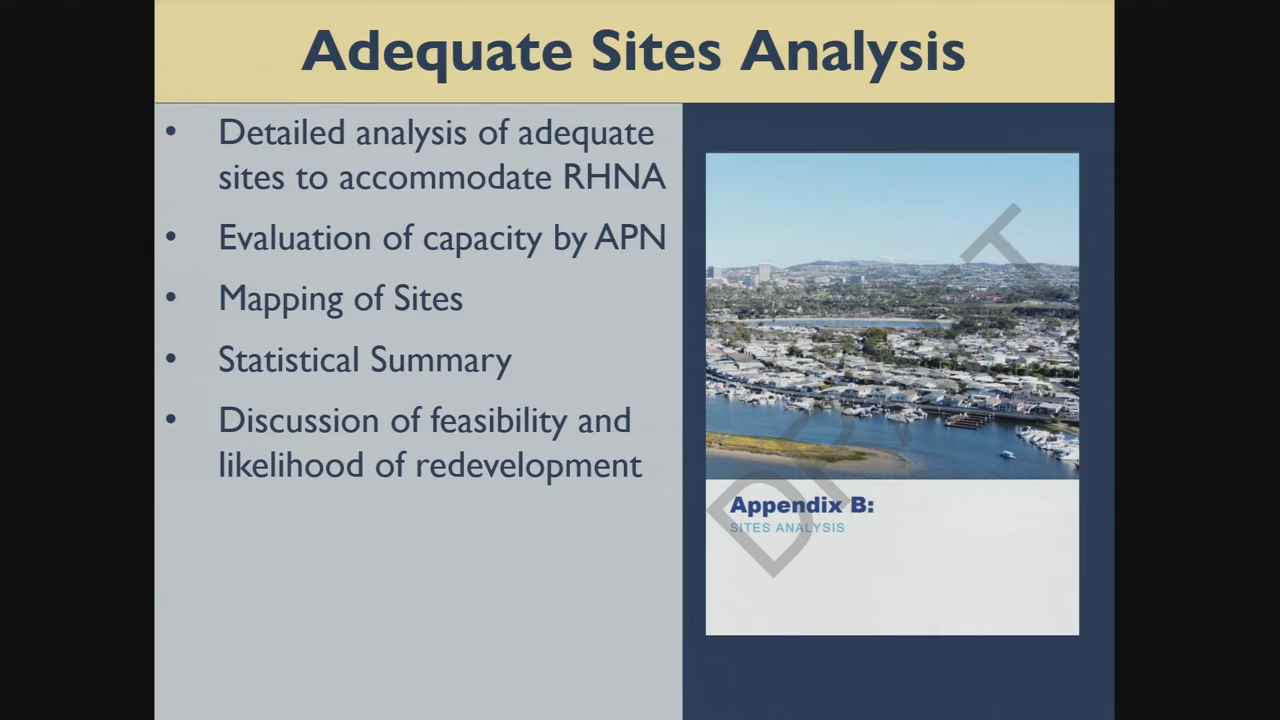 Adequate Sites Analysis
• Detailed analysis of adequate
sites to accommodate RHNA
• Evaluation of capacity by APN
• Mapping of Sites
• Statistical Summary
• Discussion of feasibility and
likelihood of redevelopment
DRAFT
Appendix B:
SITES ANALYSIS